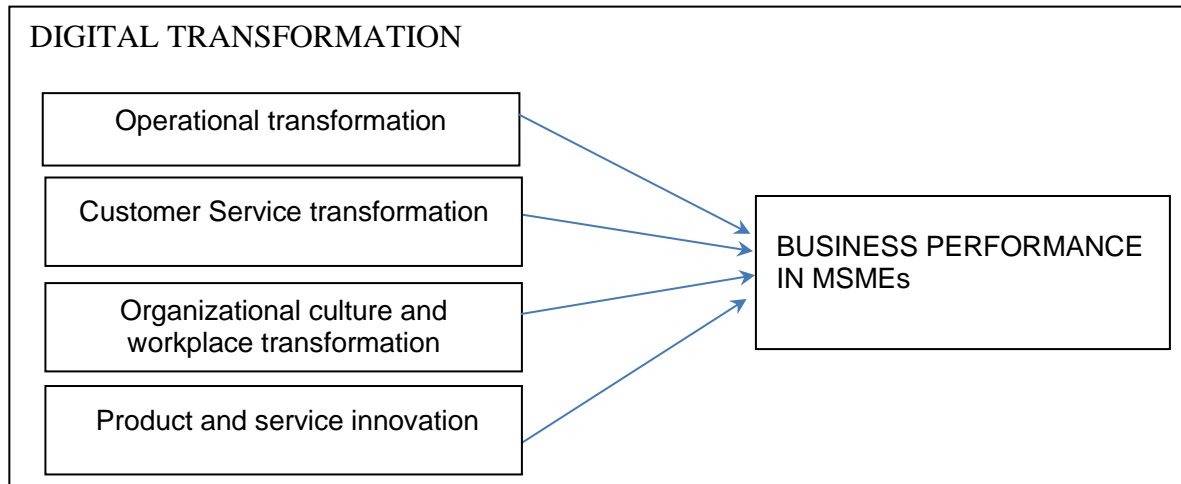 DIGITAL TRANSFORMATION
Operational transformation
Customer Service transformation
Organizational culture and
workplace transformation
Product and service innovation
BUSINESS PERFORMANCE
IN MSMEs